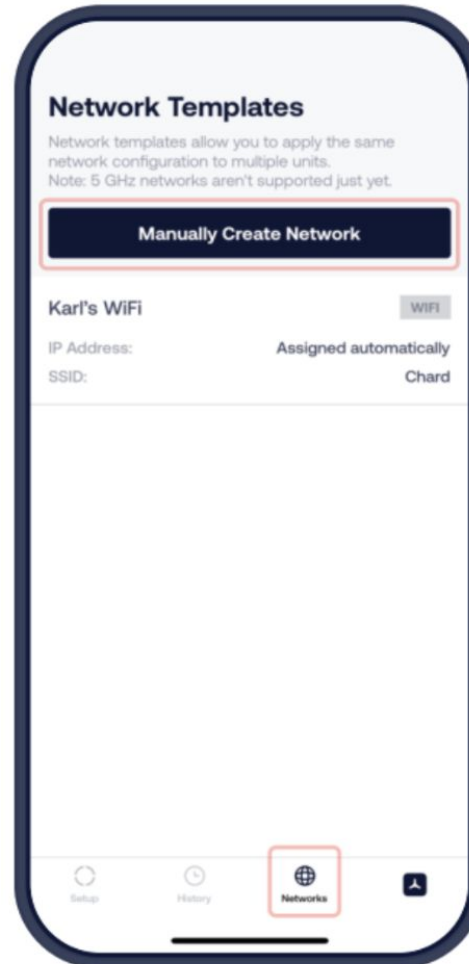 Network Templates
Network templates allow you to apply the same
network configuration to multiple units.
Note: 5 GHz networks aren't supported just yet.
Manually Create Network
Karl's WiFi WIFI
IP Address: Assigned automatically
SSID: Chard
Setup History Networks